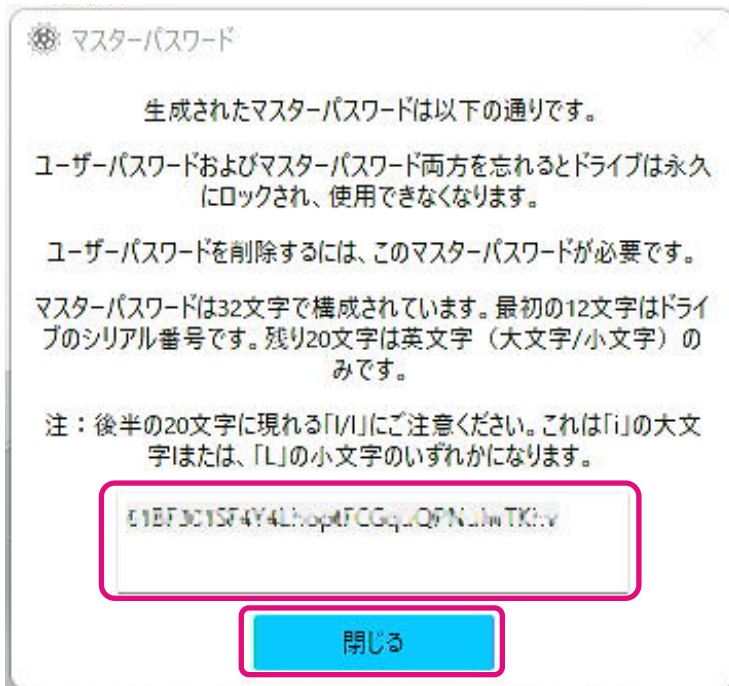 マスターパスワード
生成されたマスターパスワードは以下の通りです。
ユーザーパスワードおよびマスターパスワード両方を忘れるとドライブは永久
にロックされ、使用できなくなります。
ユーザーパスワードを削除するには、このマスターパスワードが必要です。
マスターパスワードは32文字で構成されています。最初の12文字はドライ
ブのシリアル番号です。残り20文字は英文字（大文字/小文字）の
みです。
注：後半の20文字に現れる「I/l」にご注意ください。これは「i」の大文
字Iまたは、「L」の小文字のいずれかになります。
閉じる